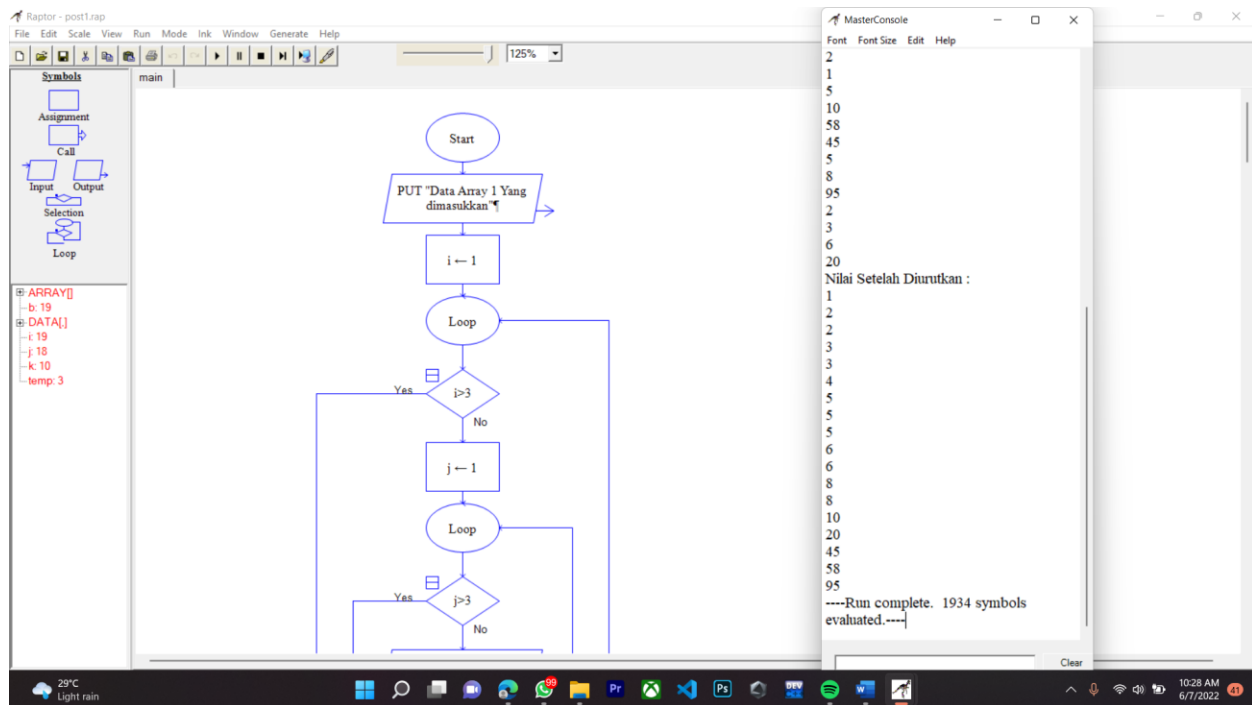 Raptor - post1.rap
File Edit Scale View Run Mode Ink Window Generate Help
125%
Symbols
Assignment
Call
Input Output
Selection
Loop
ARRAY[]
b: 19
DATA[,]
i: 19
j: 18
k: 10
temp: 3
main
Start
PUT "Data Array 1 Yang
dimasukkan"¶
i ← 1
Loop
Yes
i>3
No
j ← 1
Loop
Yes
j>3
No
MasterConsole
Font Font Size Edit Help
2
1
5
10
58
45
5
8
95
2
3
6
20
Nilai Setelah Diurutkan :
1
2
2
3
3
4
5
5
5
6
6
8
8
10
20
45
58
95
----Run complete. 1934 symbols
evaluated.----
Clear
29°C
Light rain
99
Pr
Ps
DEV
10:28 AM
6/7/2022
41